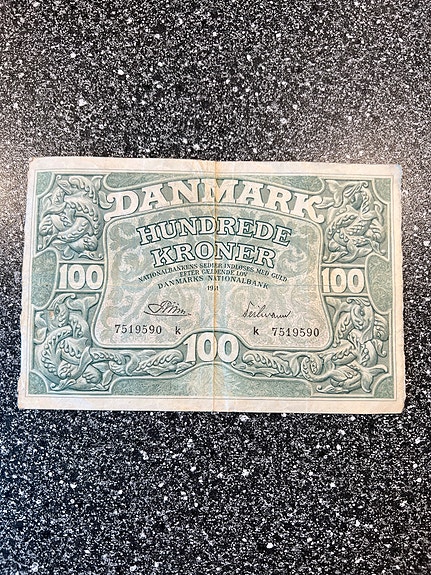 DANMARK
HUNDREDE
KRONER
NATIONALBANKENS SEDLER INDLØSES MED GULD
EFTER GÆLDENDE LOV
DANMARKS NATIONALBANK
100 100
7519590 k k 7519590
100